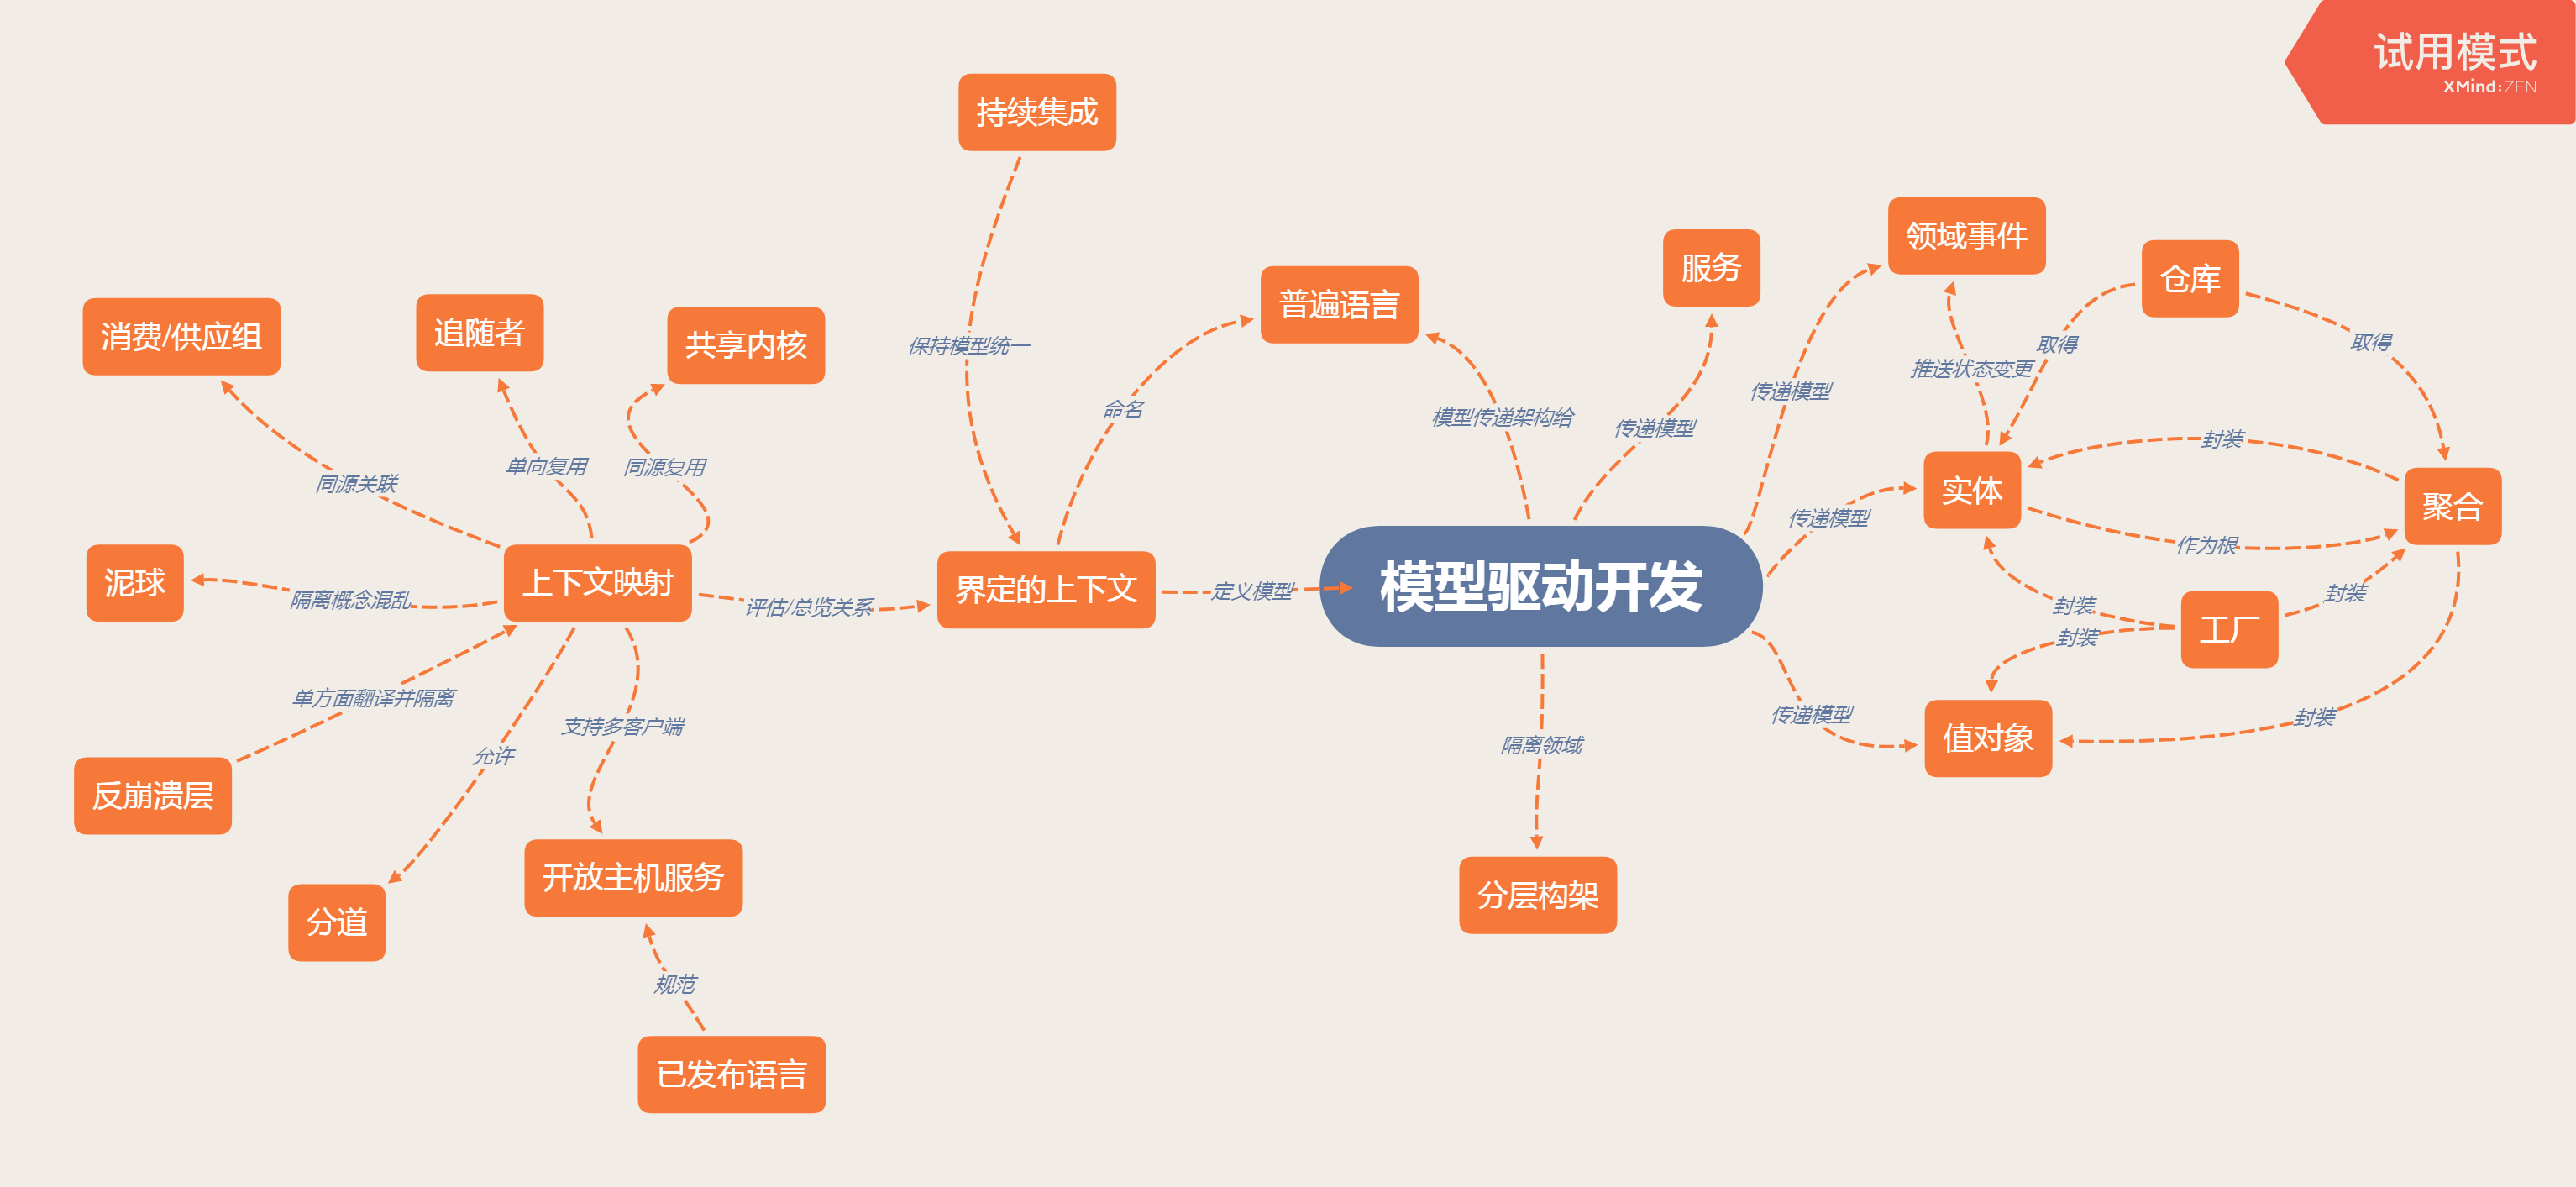 试用模式
XMind:ZEN
持续集成
领域事件
服务
仓库
普遍语言
消费/供应组
追随者
共享内核
保持模型统一
取得
取得
推送状态变更
传递模型
命名
模型传递架构给
传递模型
封装
单向复用
同源复用
同源关联
实体
聚合
传递模型
作为根
泥球
上下文映射
界定的上下文
定义模型
模型驱动开发
隔离概念混乱
评估/总览关系
封装
封装
工厂
封装
单方面翻译并隔离
支持多客户端
传递模型
封装
值对象
允许
隔离领域
反崩溃层
开放主机服务
分层构架
分道
规范
已发布语言